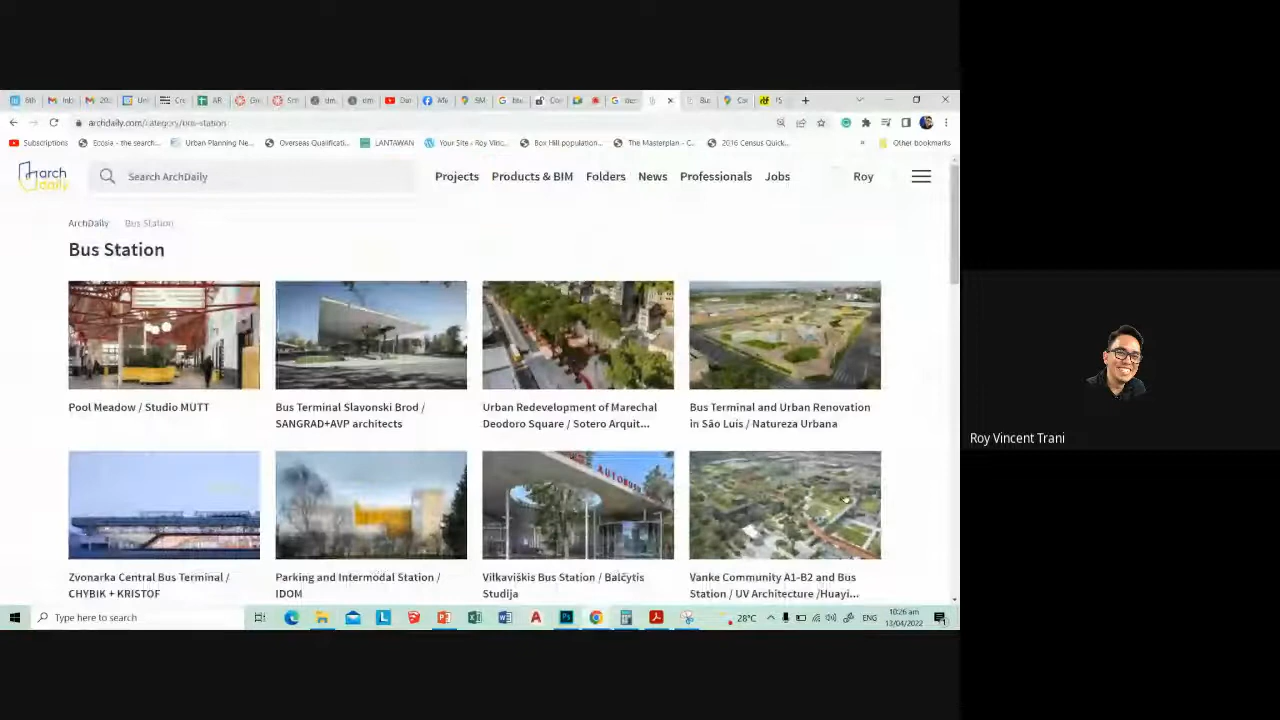 archdaily.com/category/bus-station
Subscriptions
Ecosia - the search...
Urban Planning Ne...
Overseas Qualificati...
LANTAWAN
Your Site ‹ Roy Vinc...
Box Hill population...
The Masterplan - C...
2016 Census Quick...
»
Other bookmarks
arch
daily
Search ArchDaily
Projects
Products & BIM
Folders
News
Professionals
Jobs
Roy
ArchDaily
Bus Station
Bus Station
Pool Meadow / Studio MUTT
Bus Terminal Slavonski Brod /
SANGRAD+AVP architects
Urban Redevelopment of Marechal
Deodoro Square / Sotero Arquit...
Bus Terminal and Urban Renovation
in São Luís / Natureza Urbana
AUTOBUS
Zvonarka Central Bus Terminal /
CHYBIK + KRISTOF
Parking and Intermodal Station /
IDOM
Vilkaviškis Bus Station / Balčytis
Studija
Vanke Community A1-B2 and Bus
Station / UV Architecture /Huayi...
Type here to search
28°C
ENG
10:26 am
13/04/2022
Roy Vincent Trani